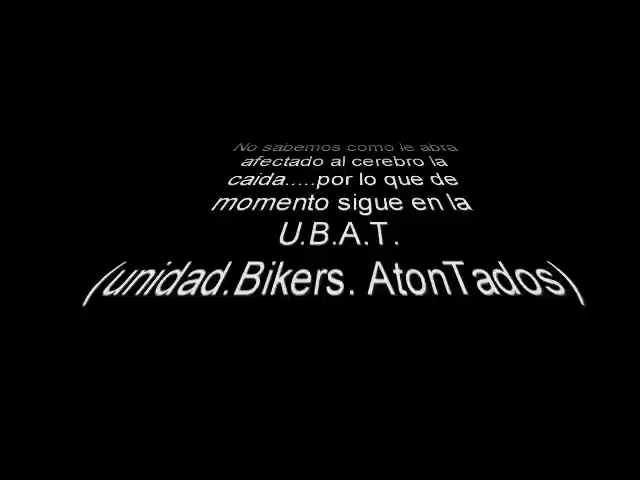 No sabemos como le abra
afectado al cerebro la
caida.....por lo que de
momento sigue en la
U.B.A.T.
(unidad.Bikers. AtonTados)